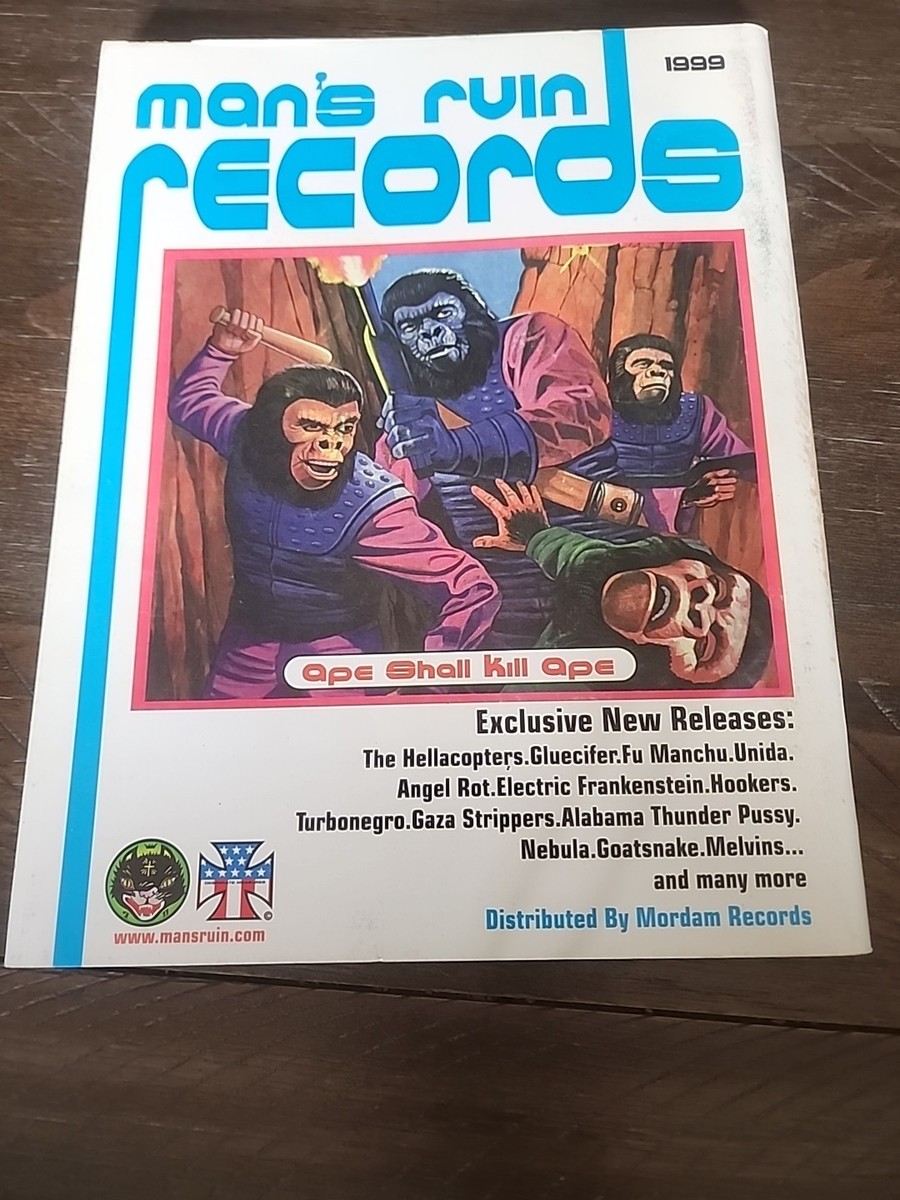 1999
man's ruin
records
Ape Shall Kill Ape
Exclusive New Releases:
The Hellacopters.Gluecifer.Fu Manchu.Unida.
Angel Rot.Electric Frankenstein.Hookers.
Turbonegro.Gaza Strippers.Alabama Thunder Pussy.
Nebula.Goatsnake.Melvins...
and many more
Distributed By Mordam Records
©
www.mansruin.com